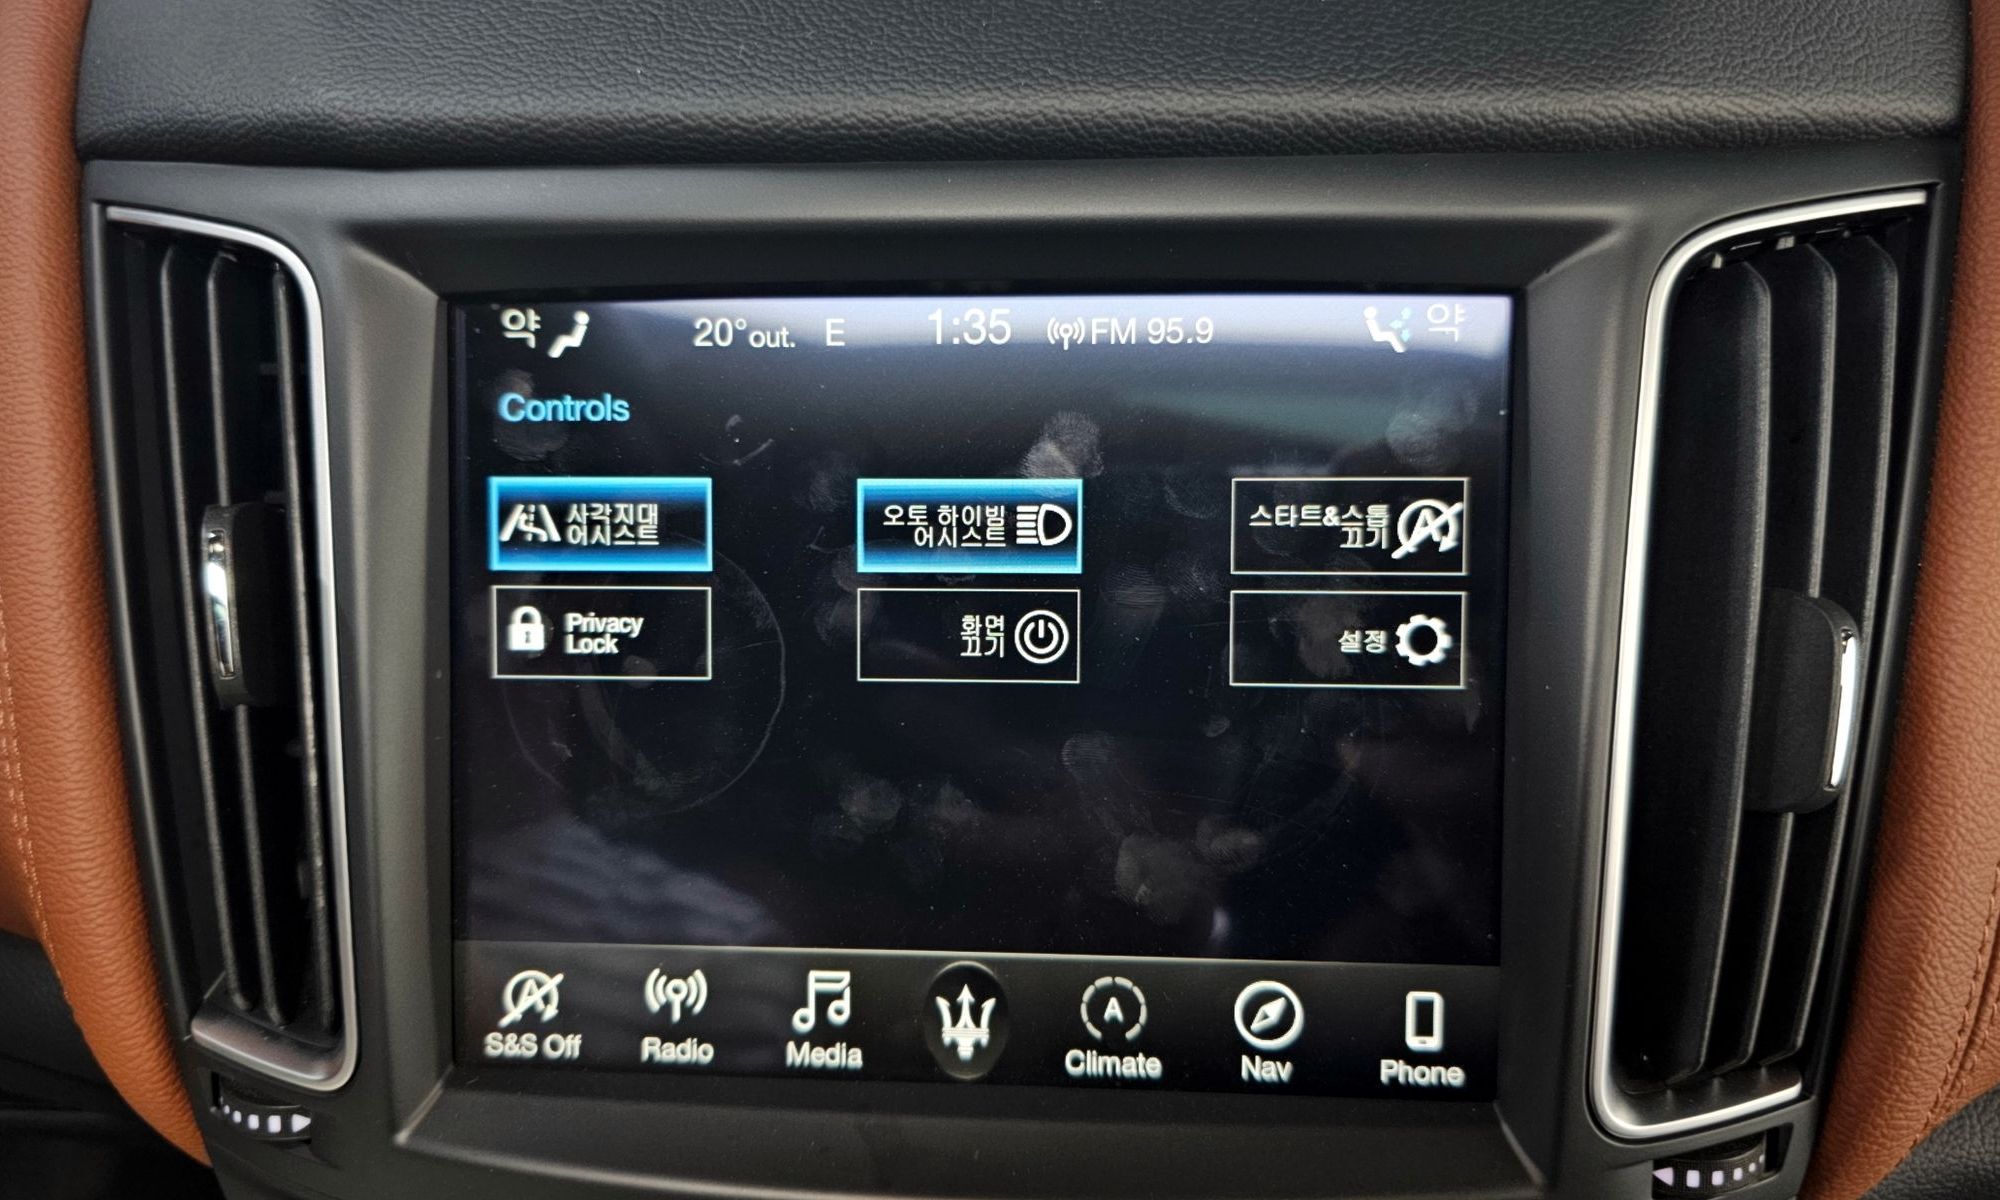 약 20° out. E 1:35 FM 95.9 약
Controls
사각지대
어시스트
오토 하이빔
어시스트
스타트&스톱
끄기
Privacy
Lock
화면
끄기
설정
S&S Off Radio Media A Climate Nav Phone